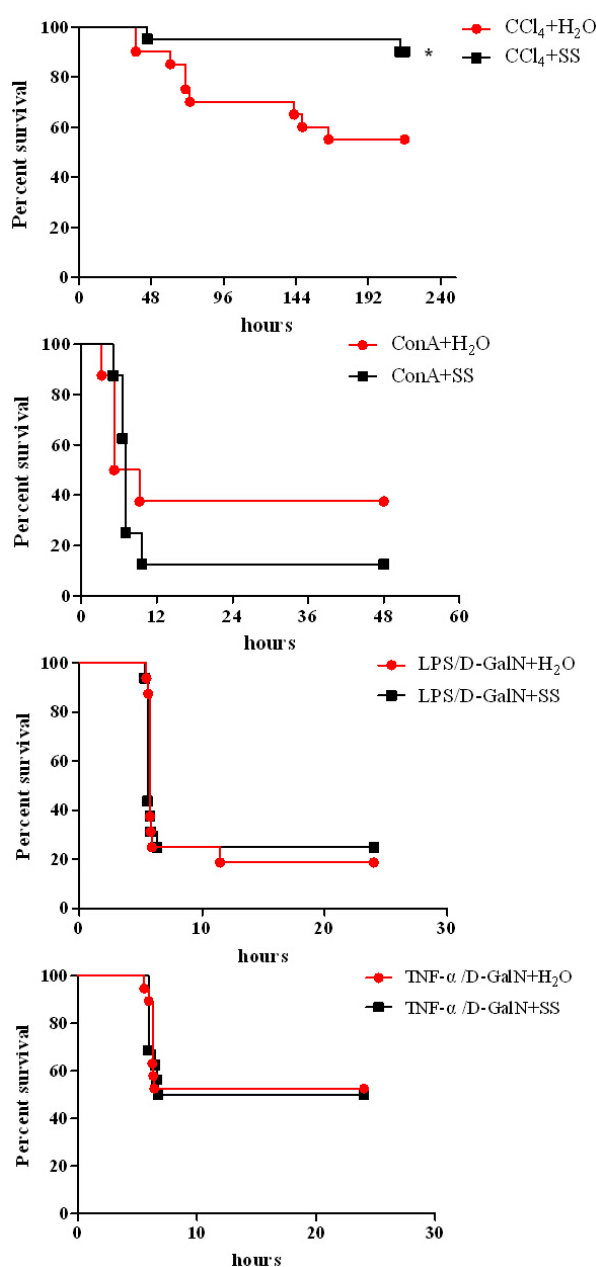 CCl₄+H₂O
CCl₄+SS
*
Percent survival
100
80
60
40
20
0
0 48 96 144 192 240
hours
ConA+H₂O
ConA+SS
Percent survival
100
80
60
40
20
0
0 12 24 36 48 60
hours
LPS/D-GalN+H₂O
LPS/D-GalN+SS
Percent survival
100
80
60
40
20
0
0 10 20 30
hours
TNF-α /D-GalN+H₂O
TNF-α /D-GalN+SS
Percent survival
100
80
60
40
20
0
0 10 20 30
hours